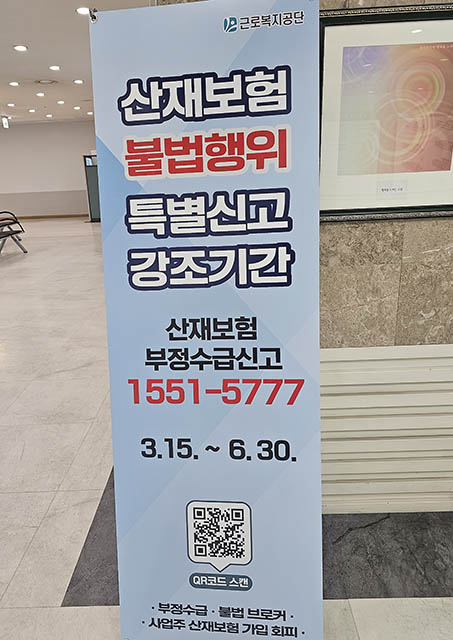 근로복지공단
산재보험
불법행위
특별신고
강조기간
산재보험
부정수급신고
1551-5777
3.15. ~ 6.30.
QR코드 스캔
· 부정수급 · 불법 브로커 ·
· 사업주 산재보험 가입 회피 ·